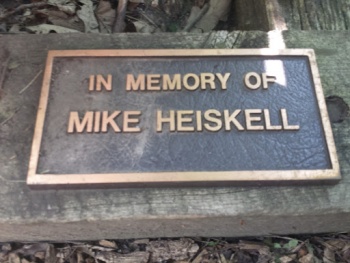 IN MEMORY OF
MIKE HEISKELL